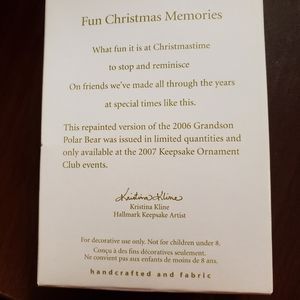 Fun Christmas Memories
What fun it is at Christmastime
to stop and reminisce
On friends we've made all through the years
at special times like this.
This repainted version of the 2006 Grandson
Polar Bear was issued in limited quantities and
only available at the 2007 Keepsake Ornament
Club events.
Kristina Kline
Kristina Kline
Hallmark Keepsake Artist
For decorative use only. Not for children under 8.
Conçu à des fins décoratives seulement.
Ne convient pas aux enfants de moins de 8 ans.
handcrafted and fabric